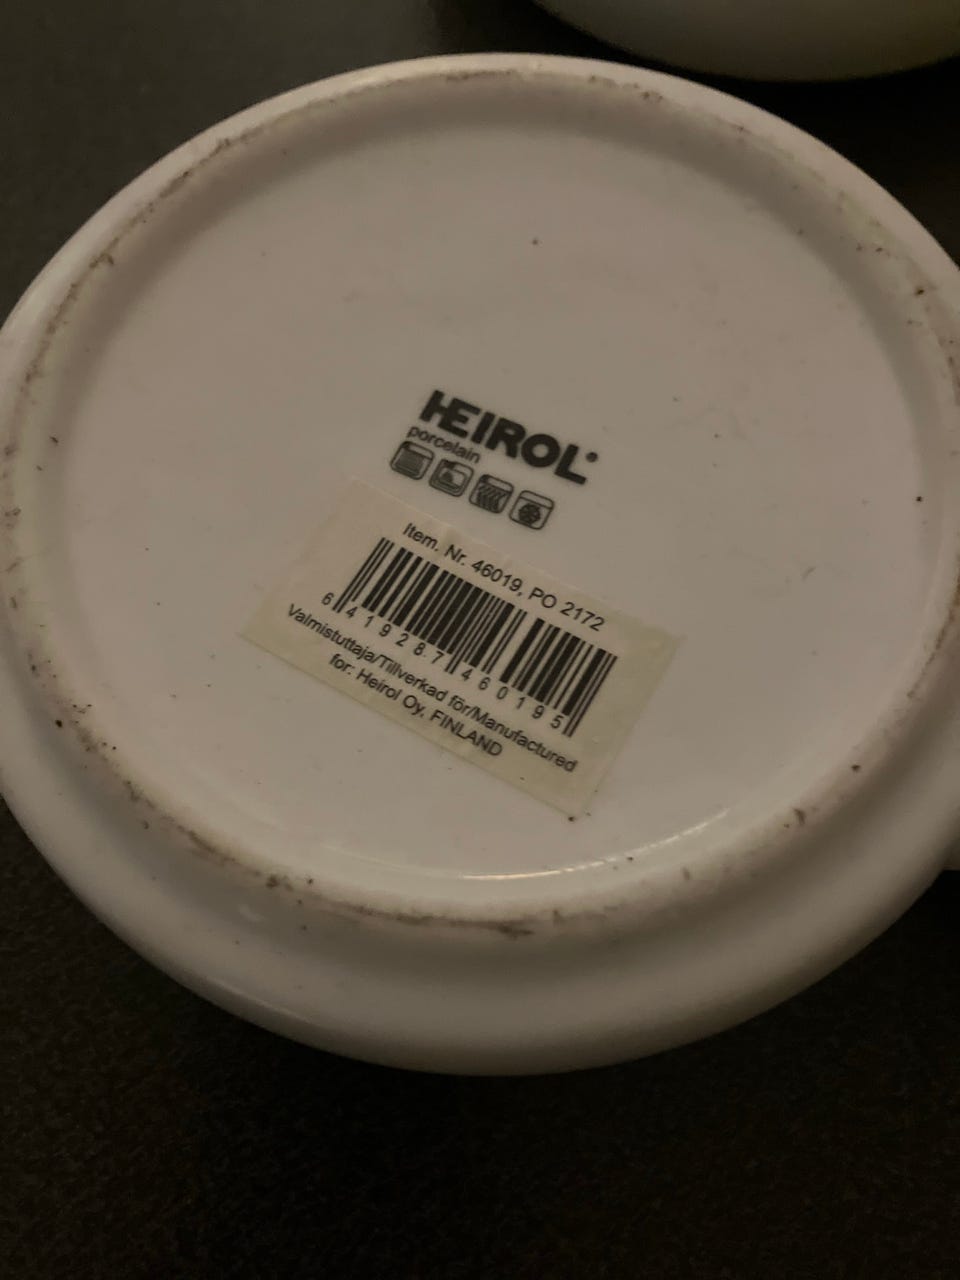 HEIROL®
porcelain
Item. Nr. 46019, PO 2172
6 419287 460195
Valmistuttaja/Tillverkad för/Manufactured
for: Heirol Oy, FINLAND